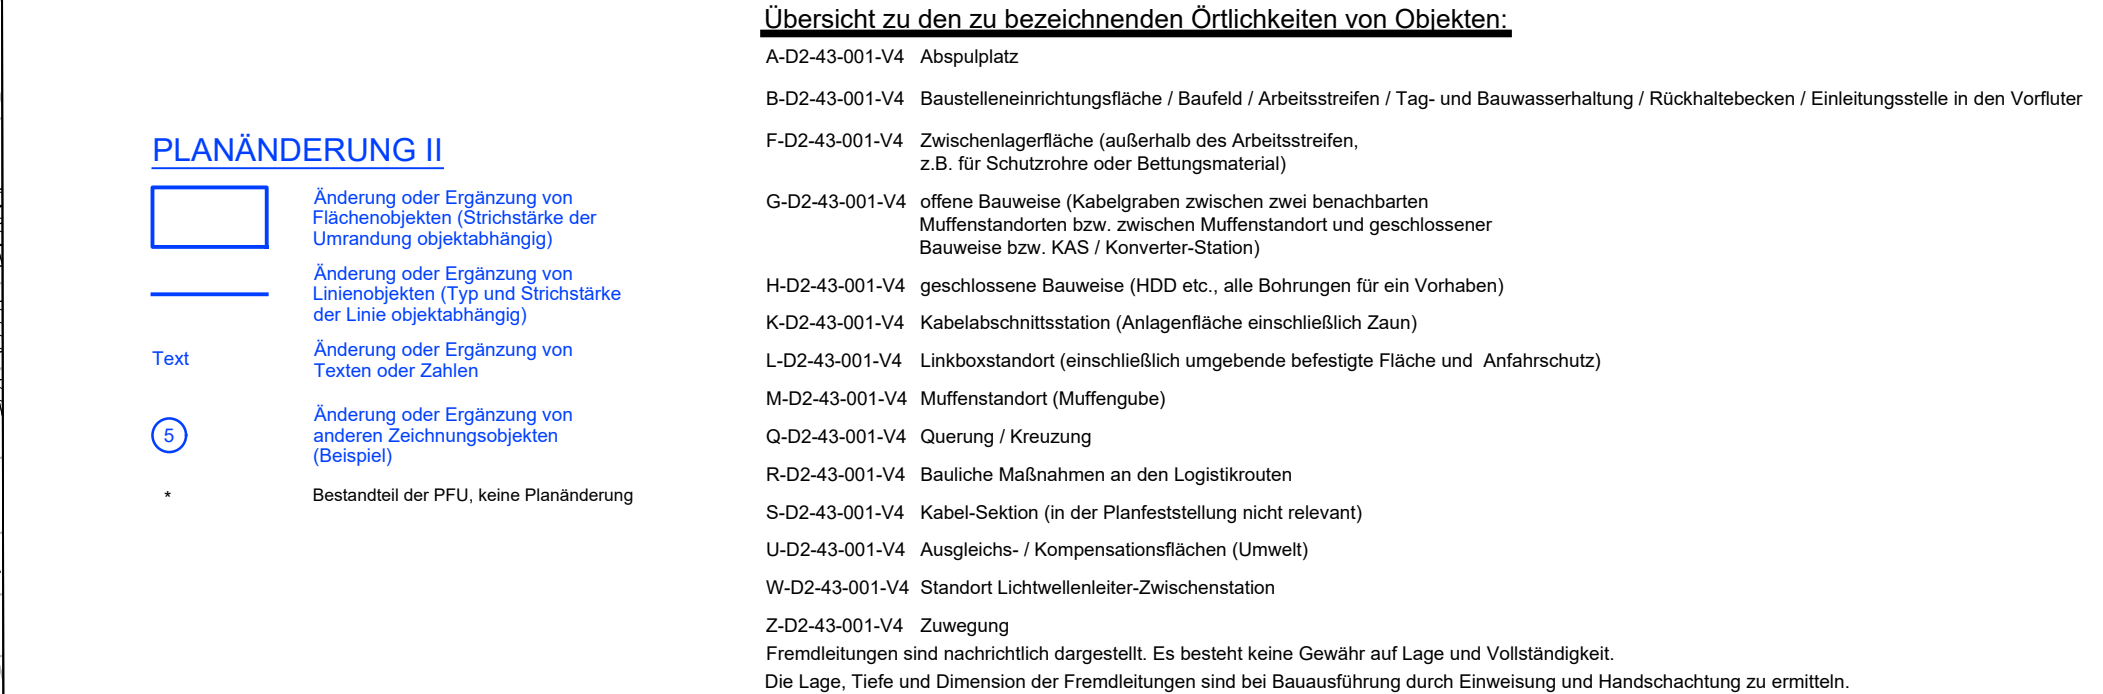 Übersicht zu den zu bezeichnenden Örtlichkeiten von Objekten:
A-D2-43-001-V4 Abspulplatz
B-D2-43-001-V4 Baustelleneinrichtungsfläche / Baufeld / Arbeitsstreifen / Tag- und Bauwasserhaltung / Rückhaltebecken / Einleitungsstelle in den Vorfluter
F-D2-43-001-V4 Zwischenlagerfläche (außerhalb des Arbeitsstreifen,
z.B. für Schutzrohre oder Bettungsmaterial)
G-D2-43-001-V4 offene Bauweise (Kabelgraben zwischen zwei benachbarten
Muffenstandorten bzw. zwischen Muffenstandort und geschlossener
Bauweise bzw. KAS / Konverter-Station)
H-D2-43-001-V4 geschlossene Bauweise (HDD etc., alle Bohrungen für ein Vorhaben)
K-D2-43-001-V4 Kabelabschnittsstation (Anlagenfläche einschließlich Zaun)
L-D2-43-001-V4 Linkboxstandort (einschließlich umgebende befestigte Fläche und Anfahrschutz)
M-D2-43-001-V4 Muffenstandort (Muffengube)
Q-D2-43-001-V4 Querung / Kreuzung
R-D2-43-001-V4 Bauliche Maßnahmen an den Logistikrouten
S-D2-43-001-V4 Kabel-Sektion (in der Planfeststellung nicht relevant)
U-D2-43-001-V4 Ausgleichs- / Kompensationsflächen (Umwelt)
W-D2-43-001-V4 Standort Lichtwellenleiter-Zwischenstation
Z-D2-43-001-V4 Zuwegung
Fremdleitungen sind nachrichtlich dargestellt. Es besteht keine Gewähr auf Lage und Vollständigkeit.
Die Lage, Tiefe und Dimension der Fremdleitungen sind bei Bauausführung durch Einweisung und Handschachtung zu ermitteln.
PLANÄNDERUNG II
Änderung oder Ergänzung von
Flächenobjekten (Strichstärke der
Umrandung objektabhängig)
Änderung oder Ergänzung von
Linienobjekten (Typ und Strichstärke
der Linie objektabhängig)
Text
Änderung oder Ergänzung von
Texten oder Zahlen
5
Änderung oder Ergänzung von
anderen Zeichnungsobjekten
(Beispiel)
* Bestandteil der PFU, keine Planänderung